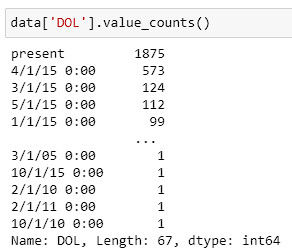 data['DOL'].value_counts()
present 1875
4/1/15 0:00 573
3/1/15 0:00 124
5/1/15 0:00 112
1/1/15 0:00 99
...
3/1/05 0:00 1
10/1/15 0:00 1
2/1/10 0:00 1
2/1/11 0:00 1
10/1/10 0:00 1
Name: DOL, Length: 67, dtype: int64